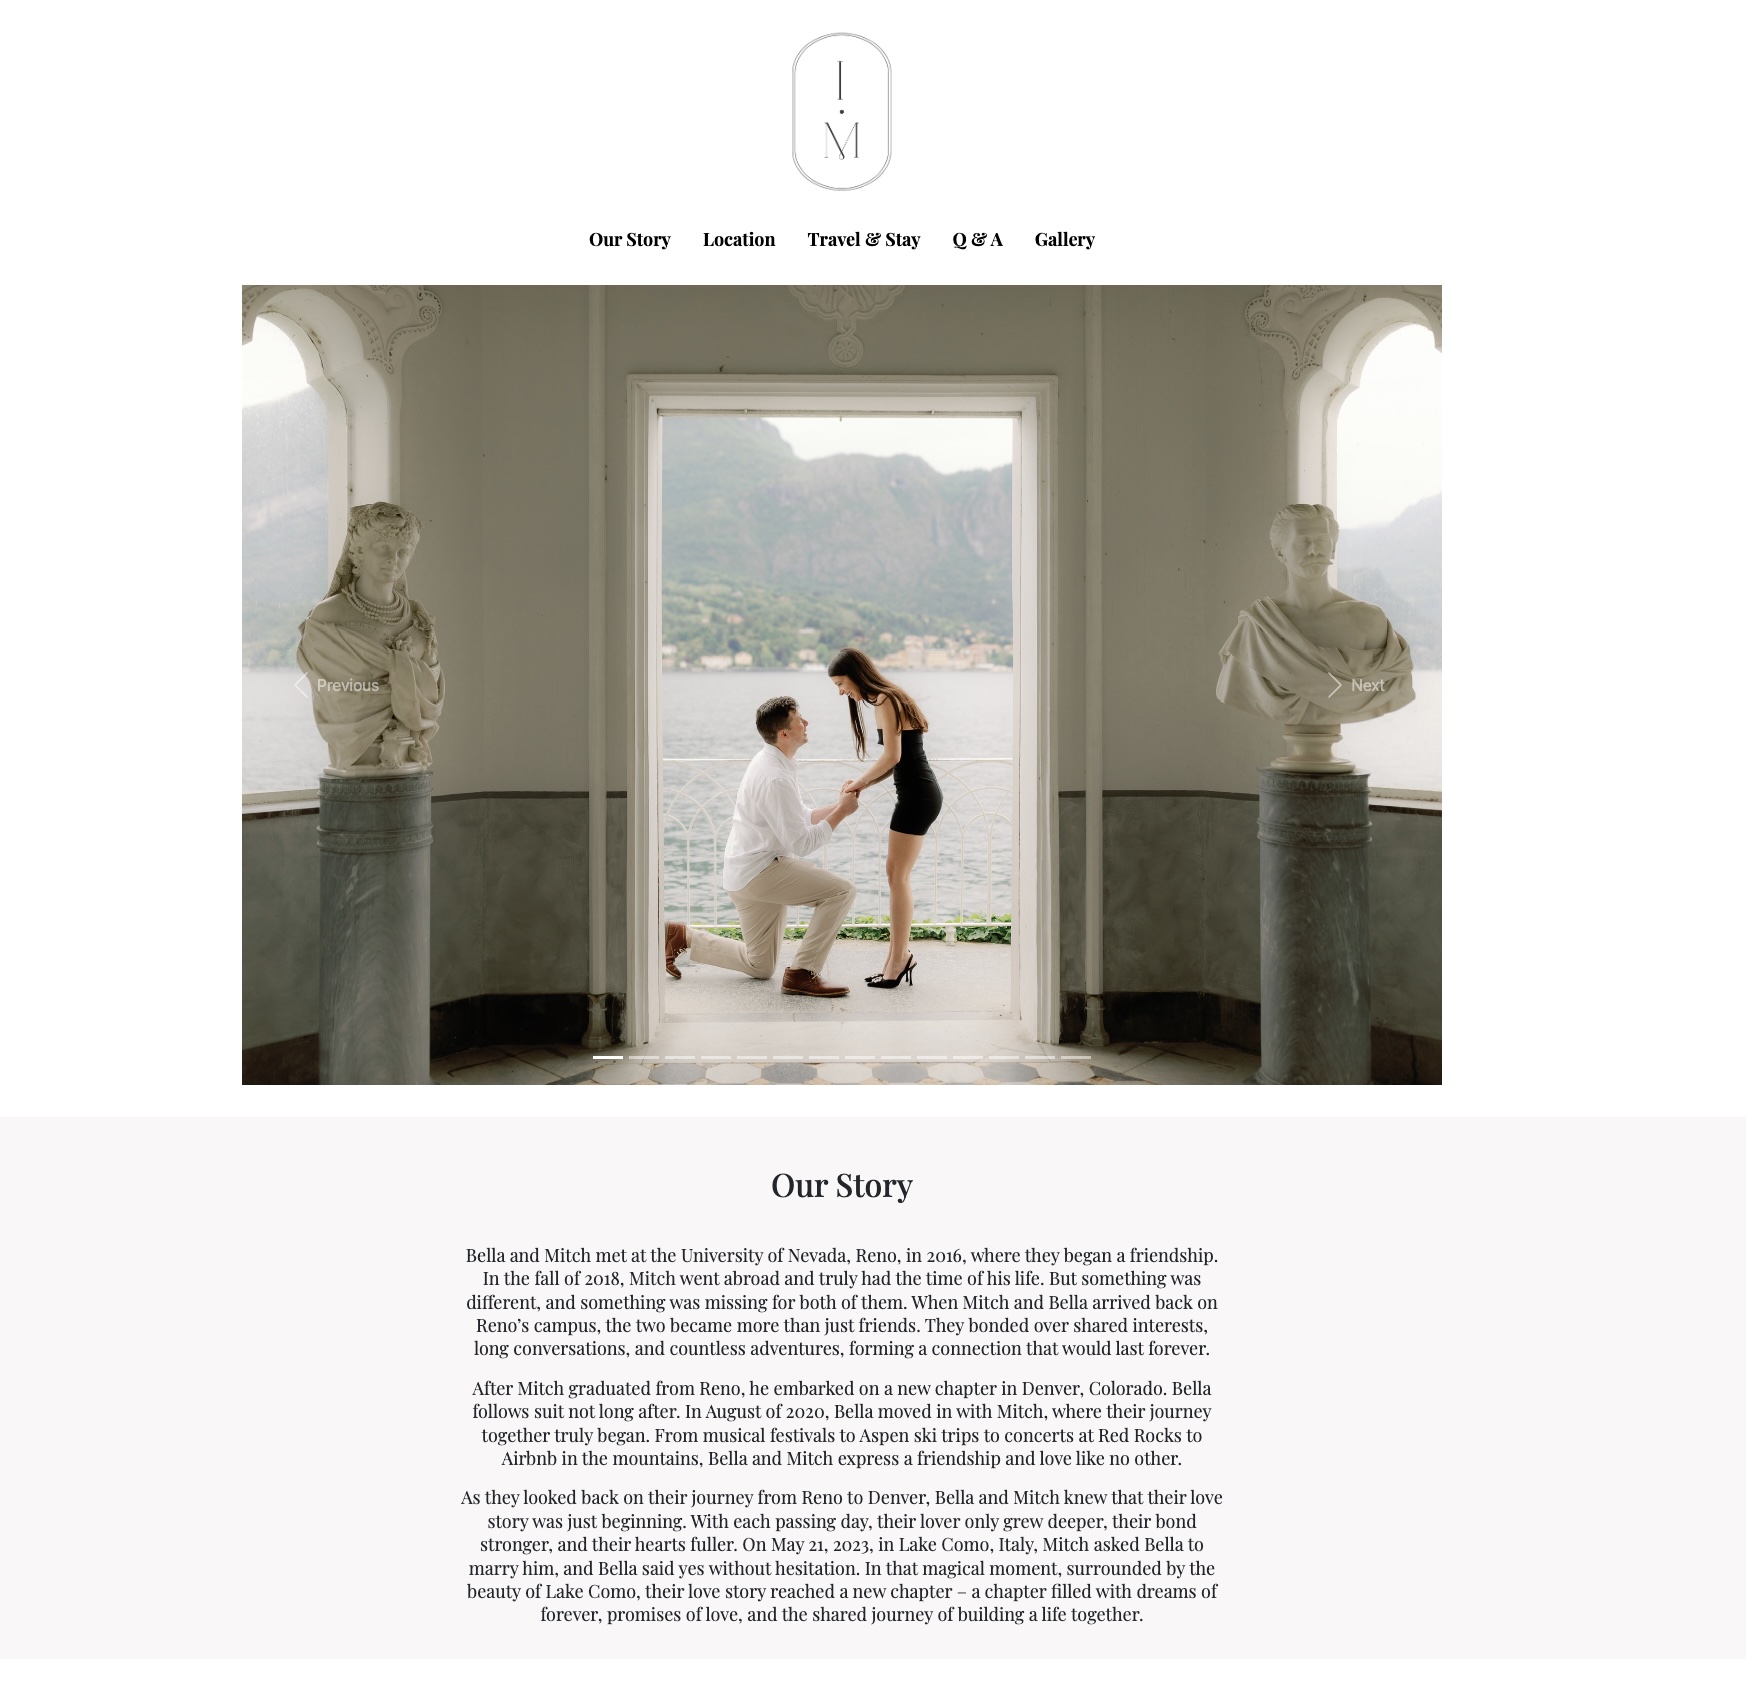 I
M
Our Story Location Travel & Stay Q & A Gallery
Previous
Next
Our Story
Bella and Mitch met at the University of Nevada, Reno, in 2016, where they began a friendship.
In the fall of 2018, Mitch went abroad and truly had the time of his life. But something was
different, and something was missing for both of them. When Mitch and Bella arrived back on
Reno’s campus, the two became more than just friends. They bonded over shared interests,
long conversations, and countless adventures, forming a connection that would last forever.
After Mitch graduated from Reno, he embarked on a new chapter in Denver, Colorado. Bella
follows suit not long after. In August of 2020, Bella moved in with Mitch, where their journey
together truly began. From musical festivals to Aspen ski trips to concerts at Red Rocks to
Airbnb in the mountains, Bella and Mitch express a friendship and love like no other.
As they looked back on their journey from Reno to Denver, Bella and Mitch knew that their love
story was just beginning. With each passing day, their lover only grew deeper, their bond
stronger, and their hearts fuller. On May 21, 2023, in Lake Como, Italy, Mitch asked Bella to
marry him, and Bella said yes without hesitation. In that magical moment, surrounded by the
beauty of Lake Como, their love story reached a new chapter – a chapter filled with dreams of
forever, promises of love, and the shared journey of building a life together.